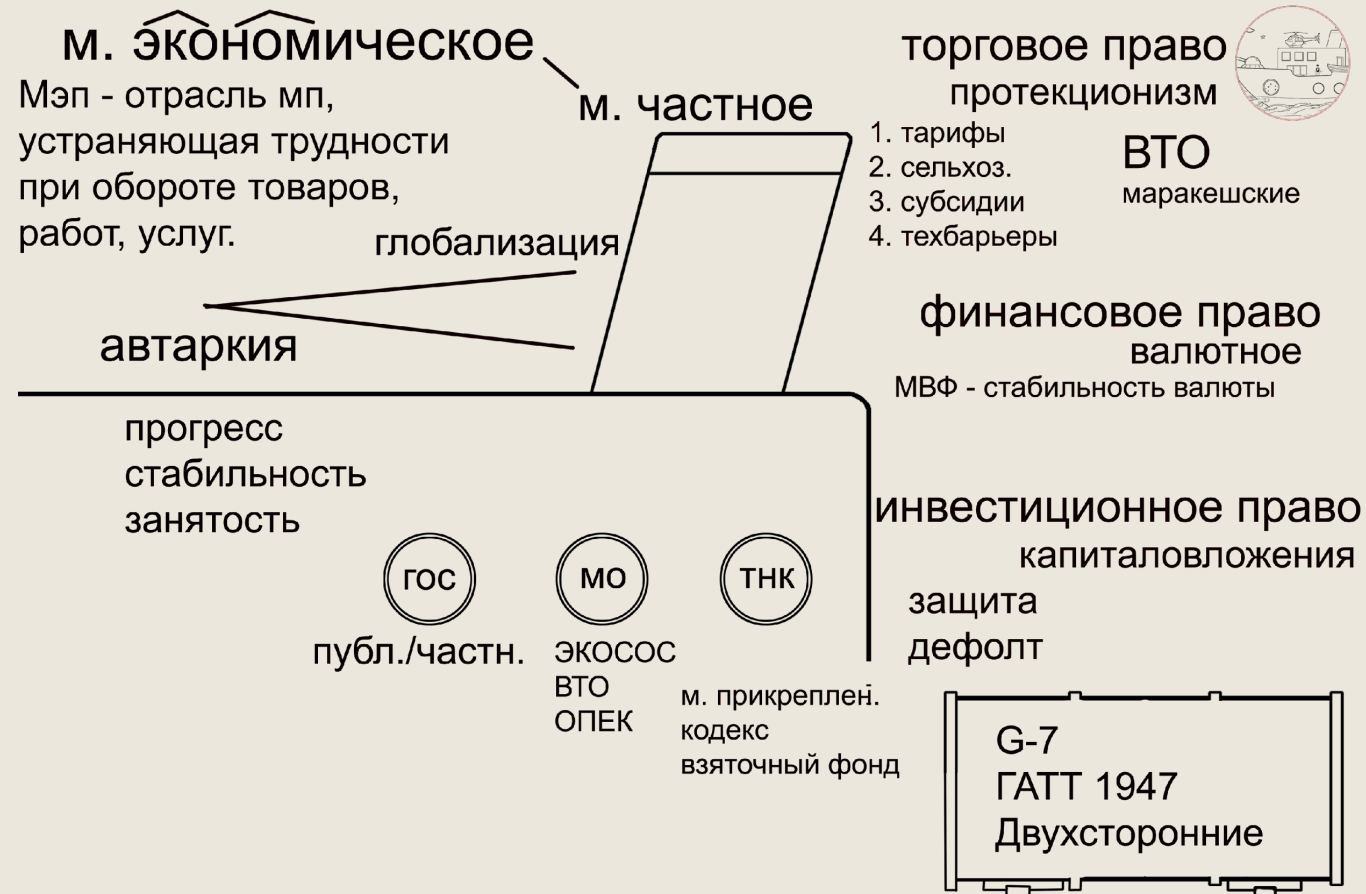 м. экономическое
м. частное
Мэп - отрасль мп,
устраняющая трудности
при обороте товаров,
работ, услуг.
глобализация
автаркия
прогресс
стабильность
занятость
гос
публ./частн.
мо
ЭКОСОС
ВТО
ОПЕК
тнк
м. прикреплен.
кодекс
взяточный фонд
торговое право
протекционизм
1. тарифы
2. сельхоз.
3. субсидии
4. техбарьеры
ВТО
маракешские
финансовое право
валютное
МВФ - стабильность валюты
инвестиционное право
капиталовложения
защита
дефолт
G-7
ГАТТ 1947
Двухсторонние